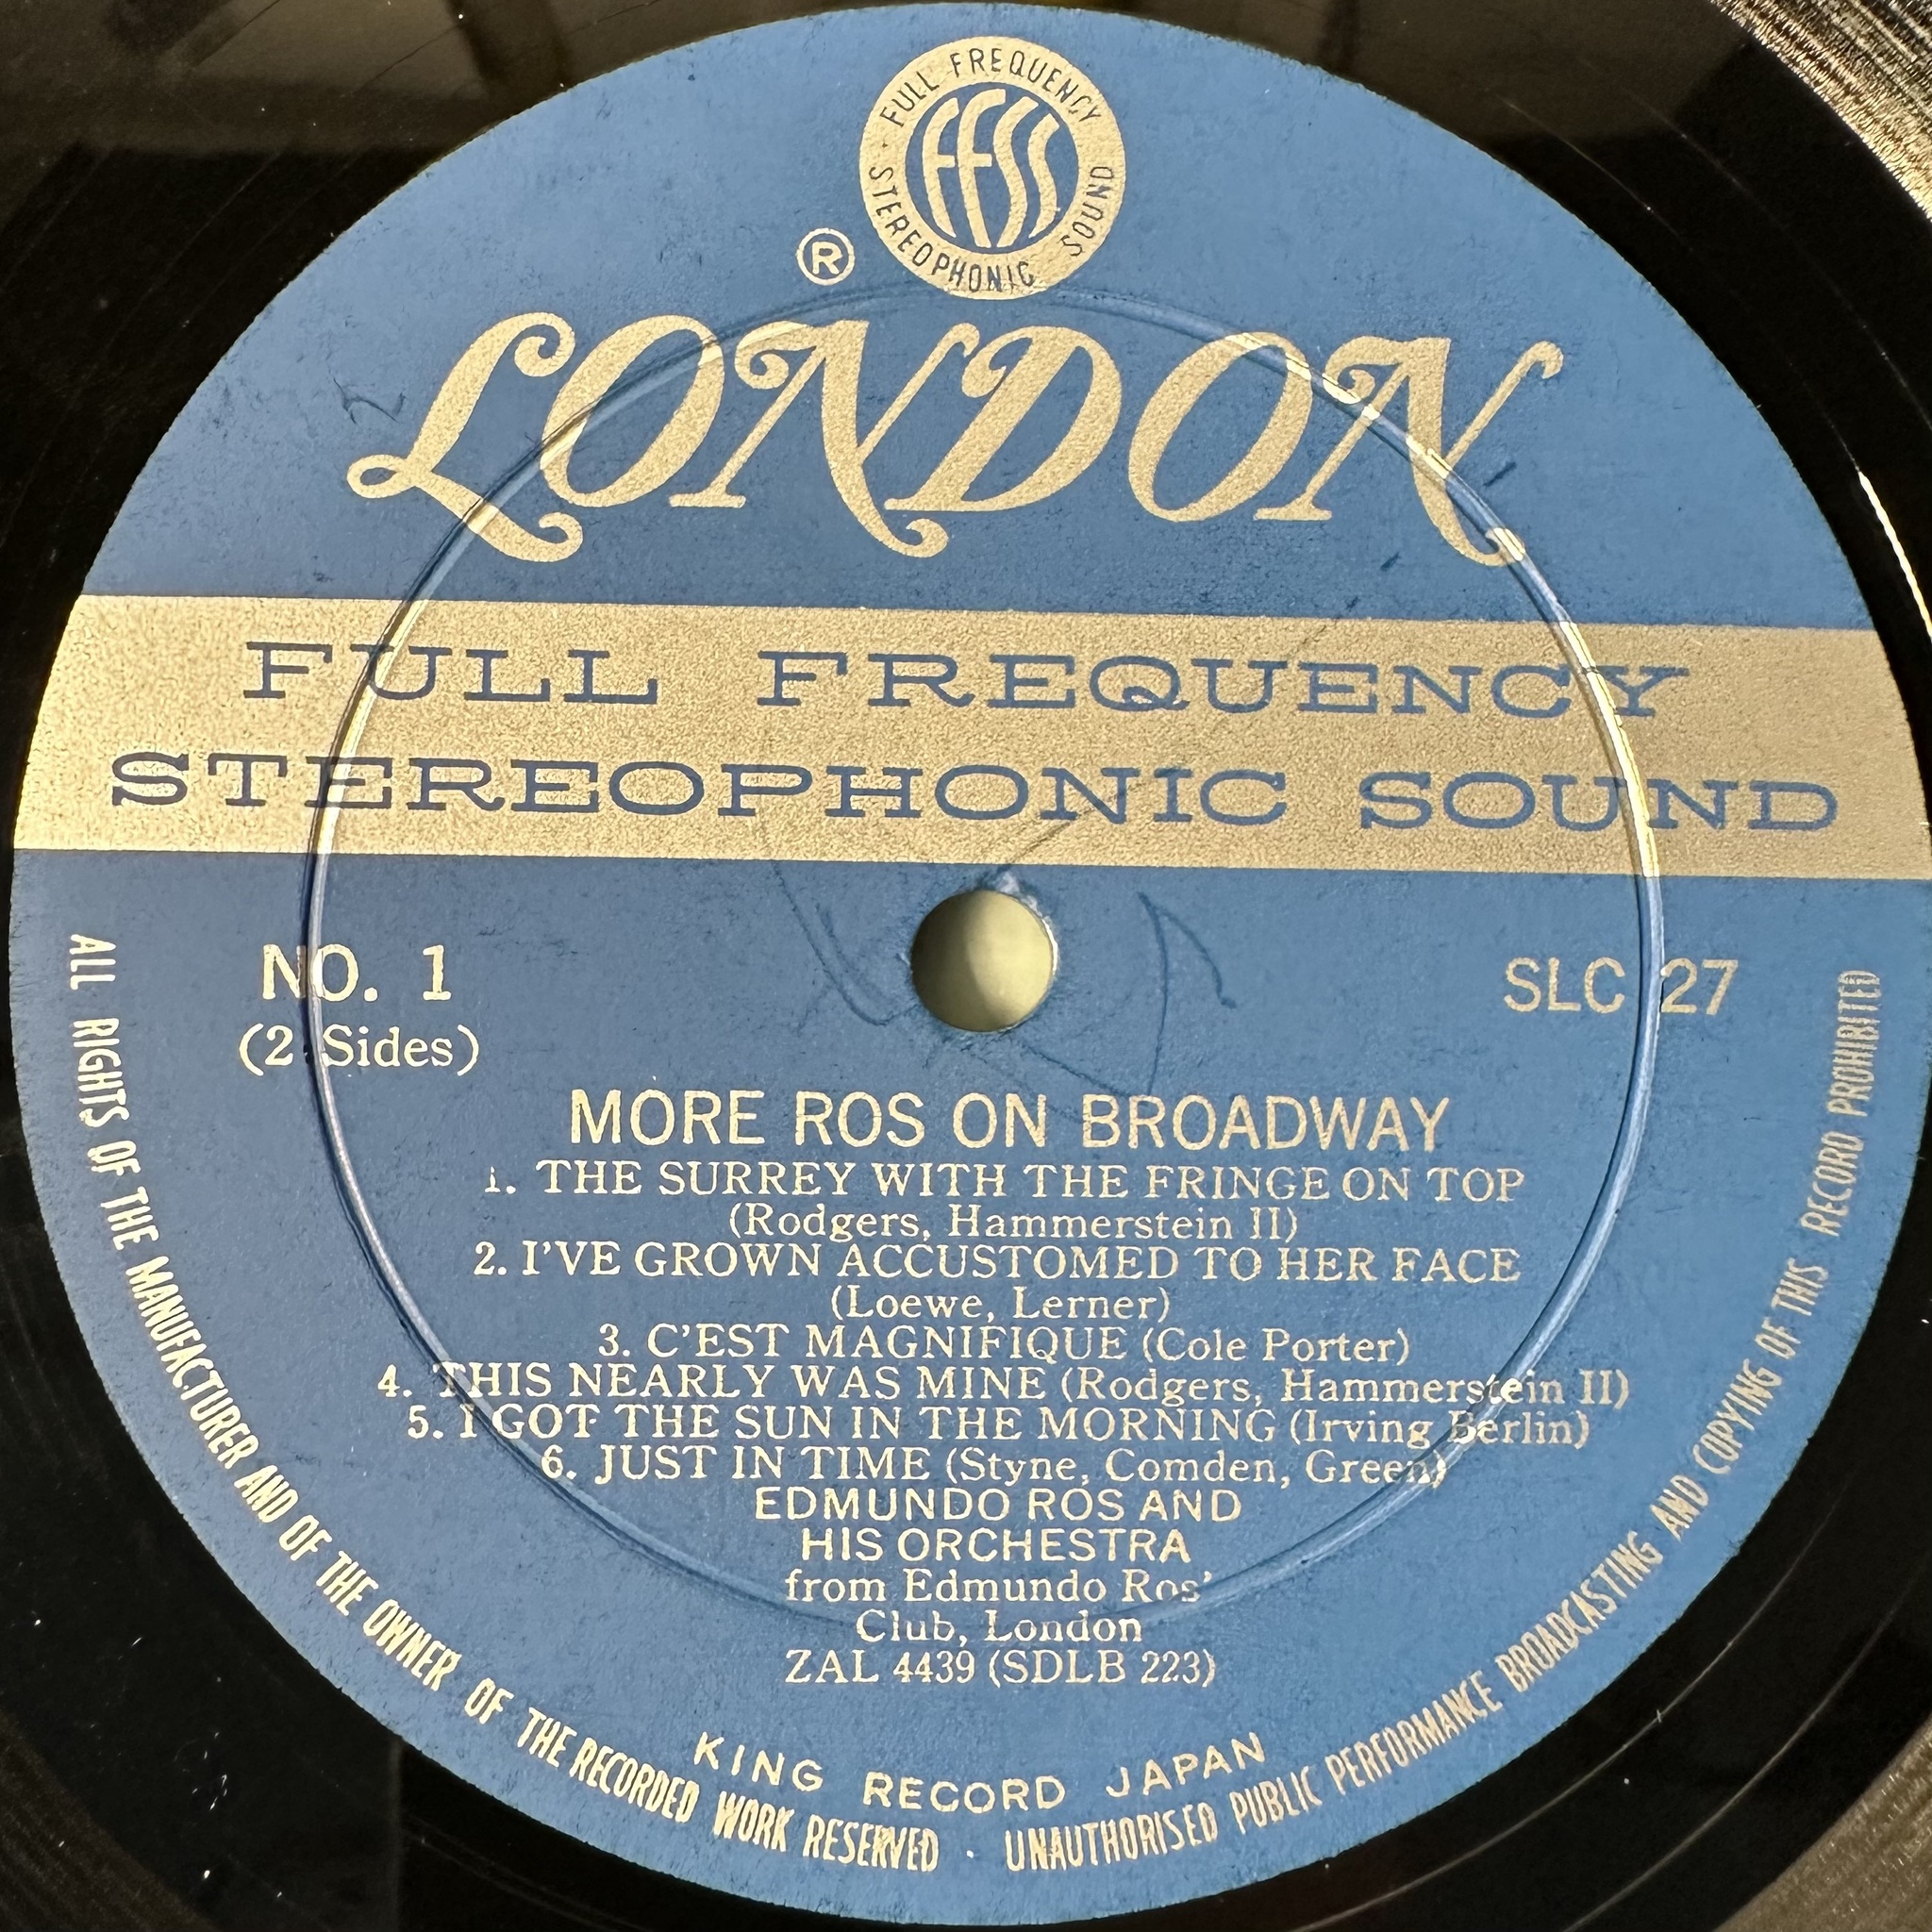 FULL FREQUENCY
FFSS
STEREOPHONIC SOUND
®
LONDON
FULL FREQUENCY
STEREOPHONIC SOUND
NO. 1
(2 Sides)
SLC 27
MORE ROS ON BROADWAY
1. THE SURREY WITH THE FRINGE ON TOP
(Rodgers, Hammerstein II)
2. I'VE GROWN ACCUSTOMED TO HER FACE
(Loewe, Lerner)
3. C'EST MAGNIFIQUE (Cole Porter)
4. THIS NEARLY WAS MINE (Rodgers, Hammerstein II)
5. I GOT THE SUN IN THE MORNING (Irving Berlin)
6. JUST IN TIME (Styne, Comden, Green)
EDMUNDO ROS AND
HIS ORCHESTRA
from Edmundo Ros'
Club, London
ZAL 4439 (SDLB 223)
KING RECORD JAPAN
ALL RIGHTS OF THE MANUFACTURER AND OF THE OWNER OF THE RECORDED WORK RESERVED · UNAUTHORISED PUBLIC PERFORMANCE BROADCASTING AND COPYING OF THIS RECORD PROHIBITED